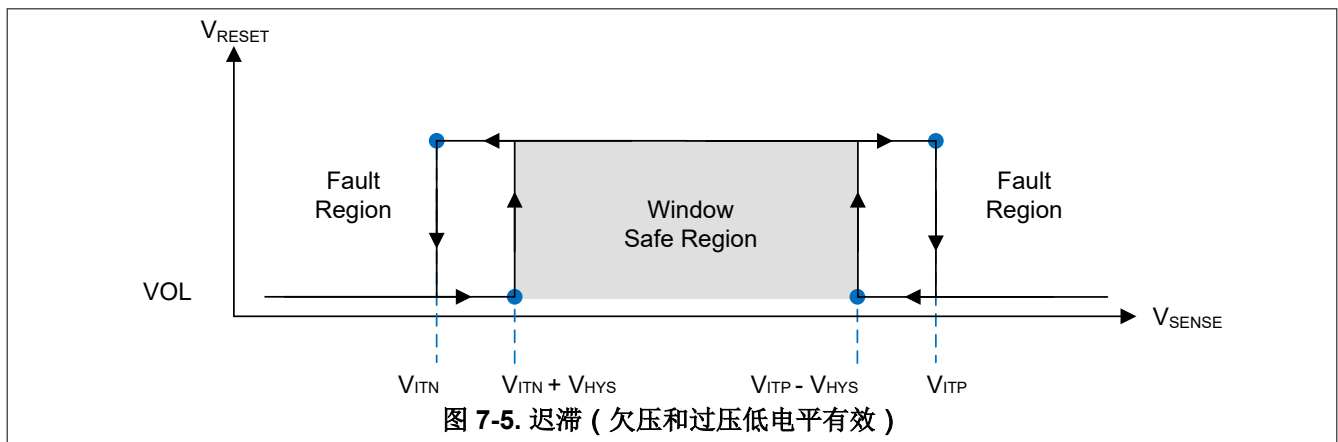 VRESET
Fault
Region
Window
Safe Region
Fault
Region
VOL
VSENSE
VITN
VITN + VHYS
VITP - VHYS
VITP
图 7-5. 迟滞（欠压和过压低电平有效）